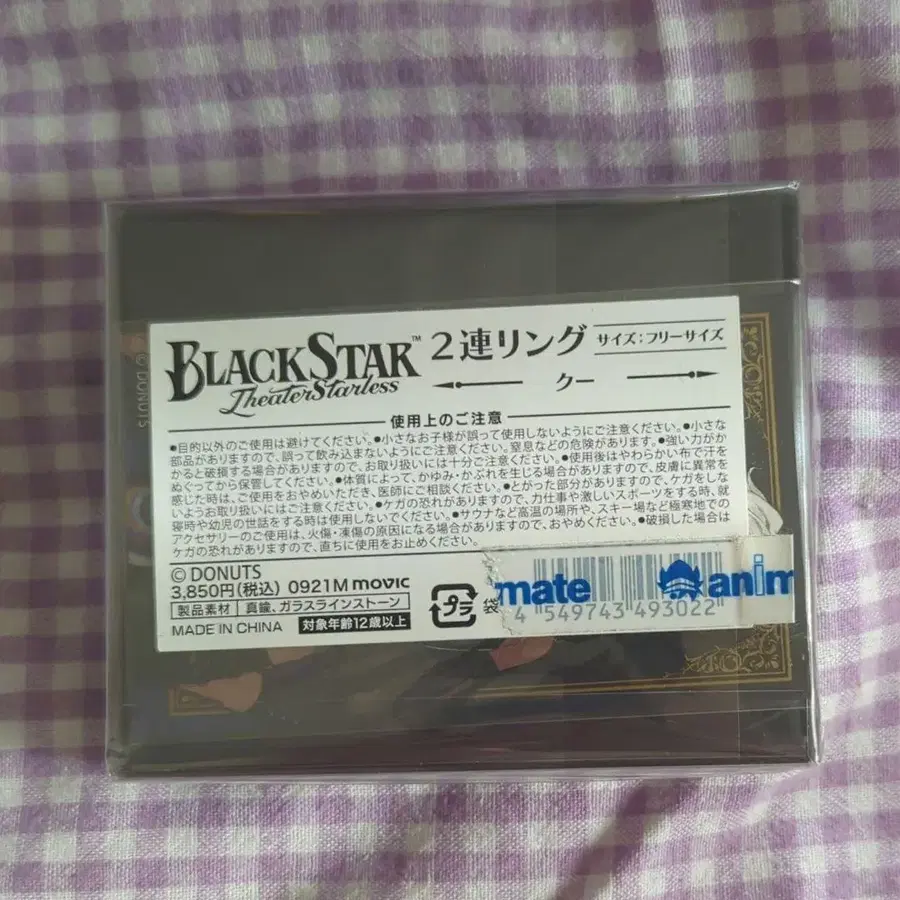 BLACKSTAR™
Theater Starless
2連リング
サイズ：フリーサイズ
クー
使用上のご注意
●目的以外のご使用は避けてください。●小さなお子様が誤って使用しないようにご注意ください。●小さな
部品がありますので、誤って飲み込まないようにご注意ください。窒息などの危険があります。●強い力がか
かると破損する場合がありますので、お取り扱いには十分ご注意ください。●使用後はやわらかい布で汗を
ぬぐってから保管してください。●体質によって、かゆみ・かぶれを生じる場合がありますので、皮膚に異常を
感じた時は、ご使用をおやめいただき、医師にご相談ください。●とがった部分がありますので、ケガをしな
いようお取り扱いにはご注意ください。●ケガの恐れがありますので、力仕事や激しいスポーツをする時、就
寝時や幼児の世話をする時は使用しないでください。●サウナなど高温の場所や、スキー場など極寒地での
アクセサリーのご使用は、火傷・凍傷の原因になる場合がありますので、おやめください。●破損した場合は
ケガの恐れがありますので、直ちに使用をお止めください。
© DONUTS
3,850円(税込) 0921M movic
製品素材 真鍮、ガラスラインストーン
MADE IN CHINA 対象年齢12歳以上
プラ
袋
mate
anim
4 549743 493022
© DONUTS